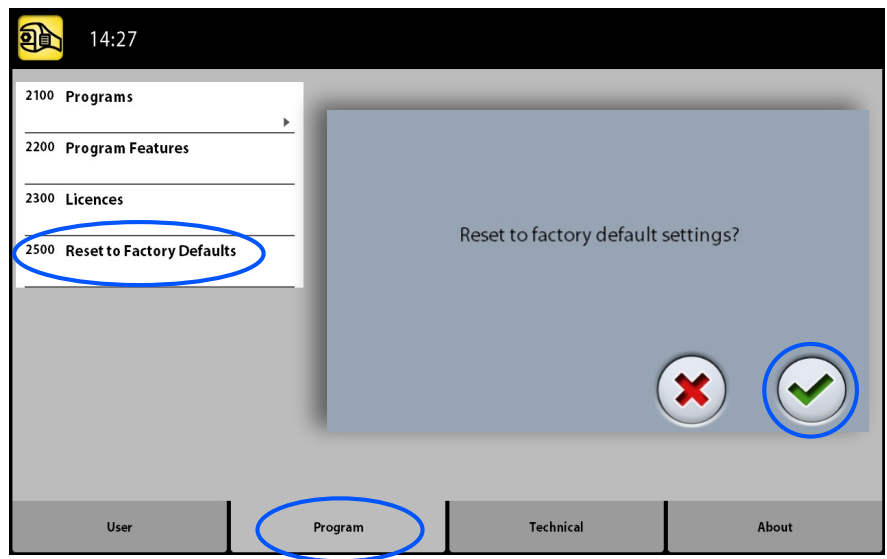 14:27
2100 Programs
2200 Program Features
2300 Licences
2500 Reset to Factory Defaults
Reset to factory default settings?
User
Program
Technical
About